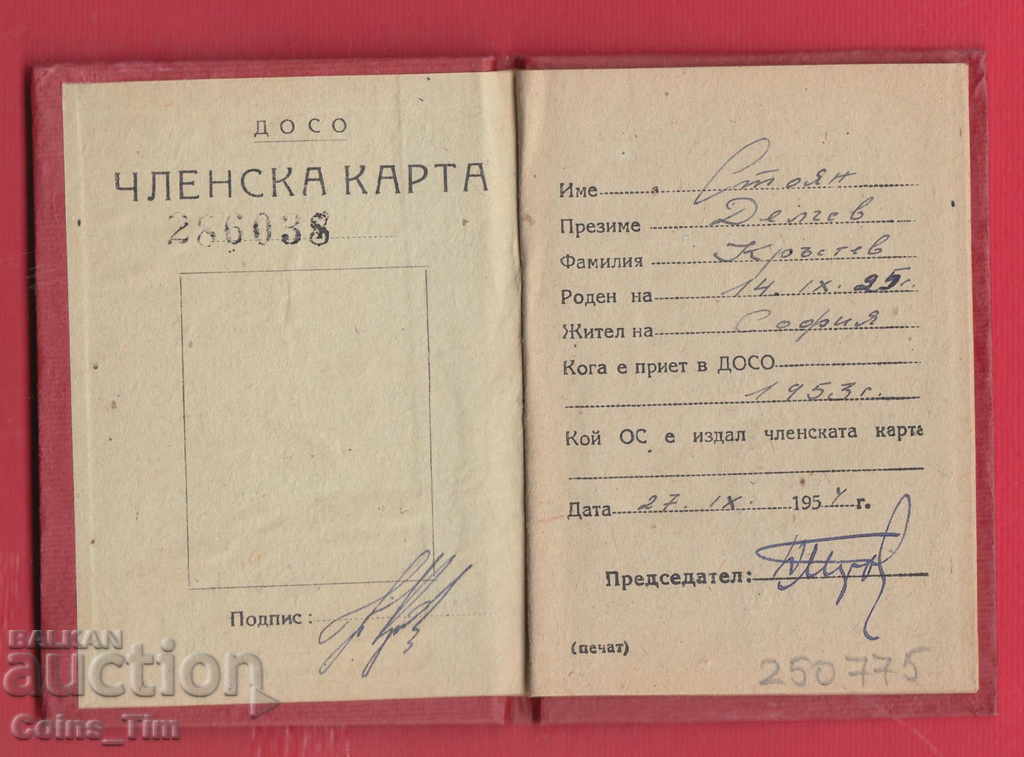 ДОСО
ЧЛЕНСКА КАРТА
286038
Подпис:
Име Стоян
Презиме Делчев
Фамилия Кръстев
Роден на 14. IX. 25 г.
Жител на София
Кога е приет в ДОСО
1953 г.
Кой ОС е издал членската карта
Дата 27. IX. 1954 г.
Председател:
(печат)
250775
BALKAN
auction
Coins_Tim